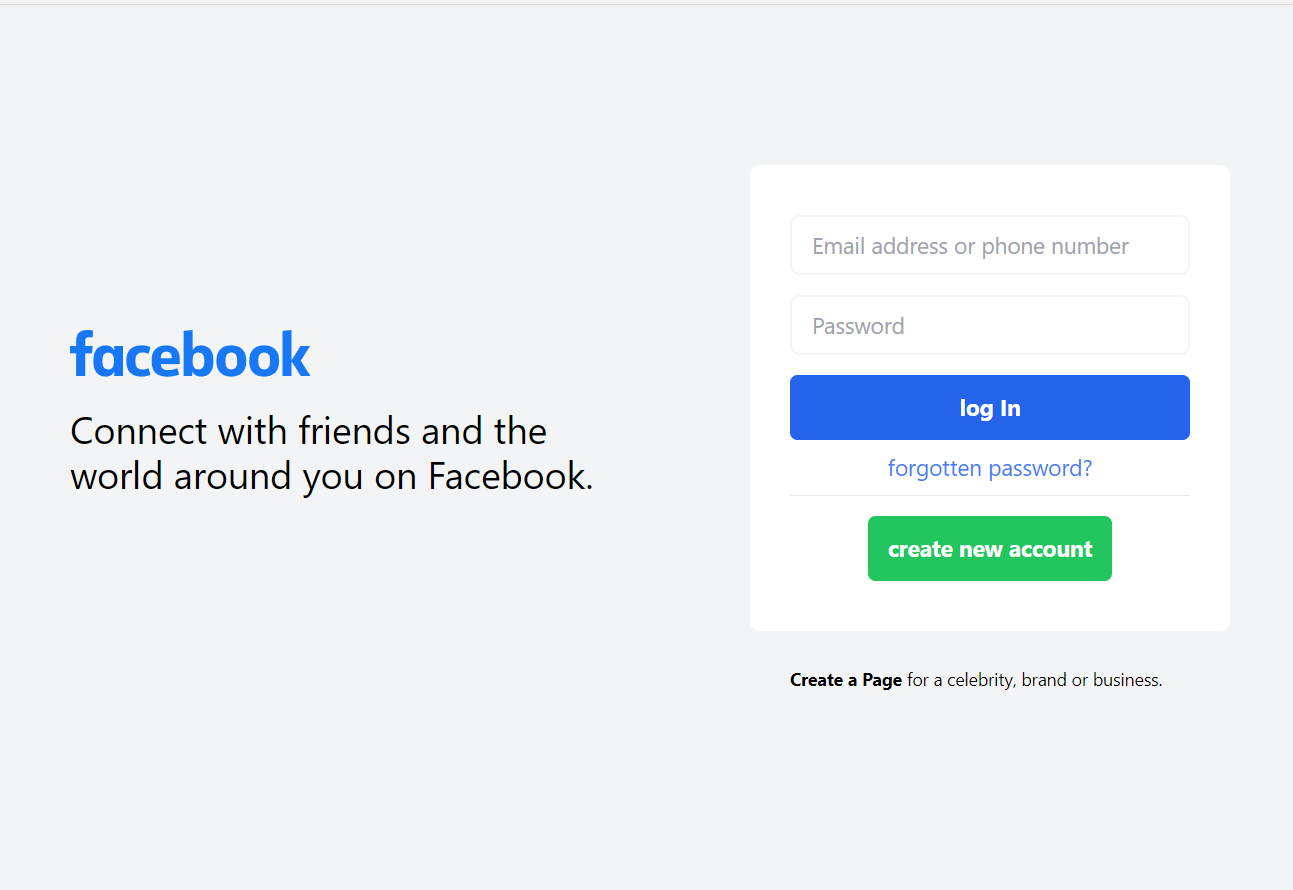 facebook
Connect with friends and the
world around you on Facebook.
Email address or phone number
Password
log In
forgotten password?
create new account
Create a Page for a celebrity, brand or business.